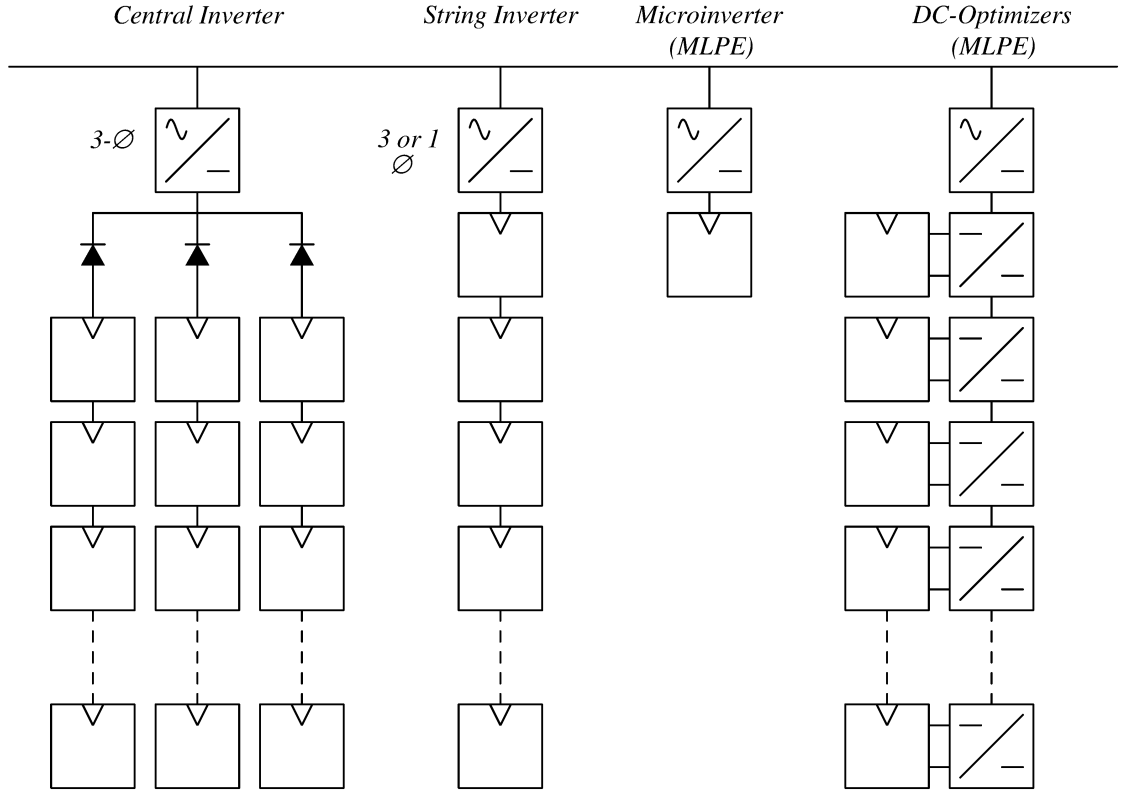 Central Inverter
String Inverter
Microinverter
(MLPE)
DC-Optimizers
(MLPE)
3-∅
3 or 1
∅